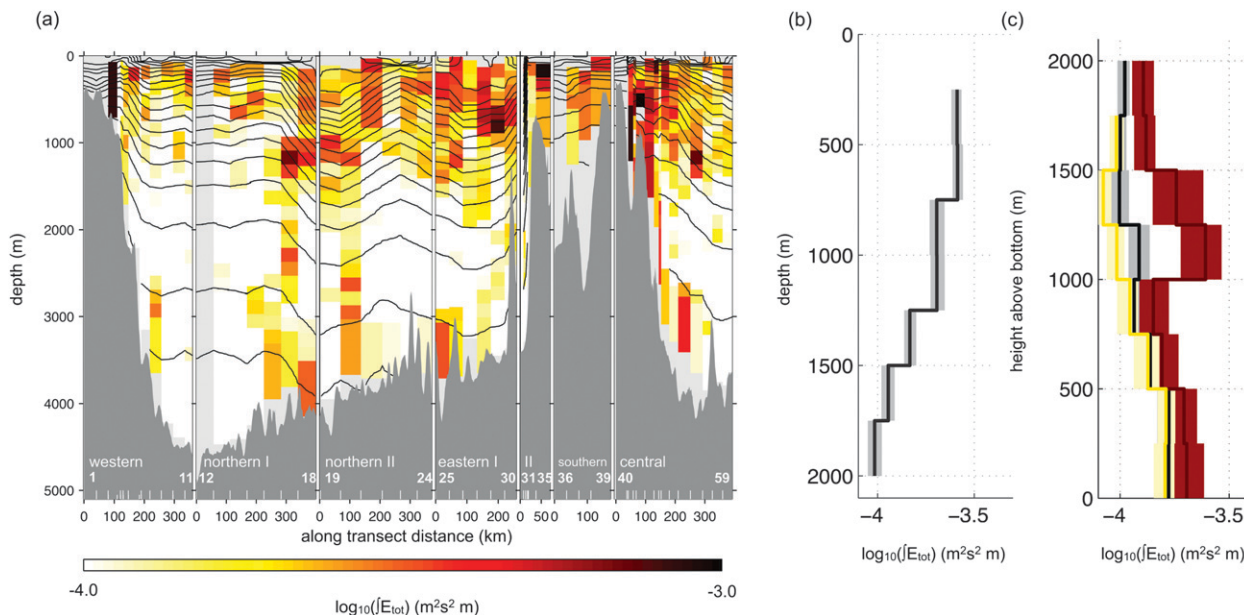 (a)
(b)
(c)
0
1000
2000
3000
4000
5000
depth (m)
western
northern I
northern II
eastern I
II
southern
central
1
11
12
18
19
24
25
30
31
35
36
39
40
59
0 100 200 300
0 100 200 300
0 100 200 300
0 100 200
0 50
0 100
0 100 200 300
along transect distance (km)
-4.0
-3.0
log10(∫Etot) (m²s² m)
0
500
1000
1500
2000
depth (m)
−4
−3.5
log10(∫Etot) (m²s² m)
2000
1500
1000
500
0
height above bottom (m)
−4
−3.5
log10(∫Etot) (m²s² m)